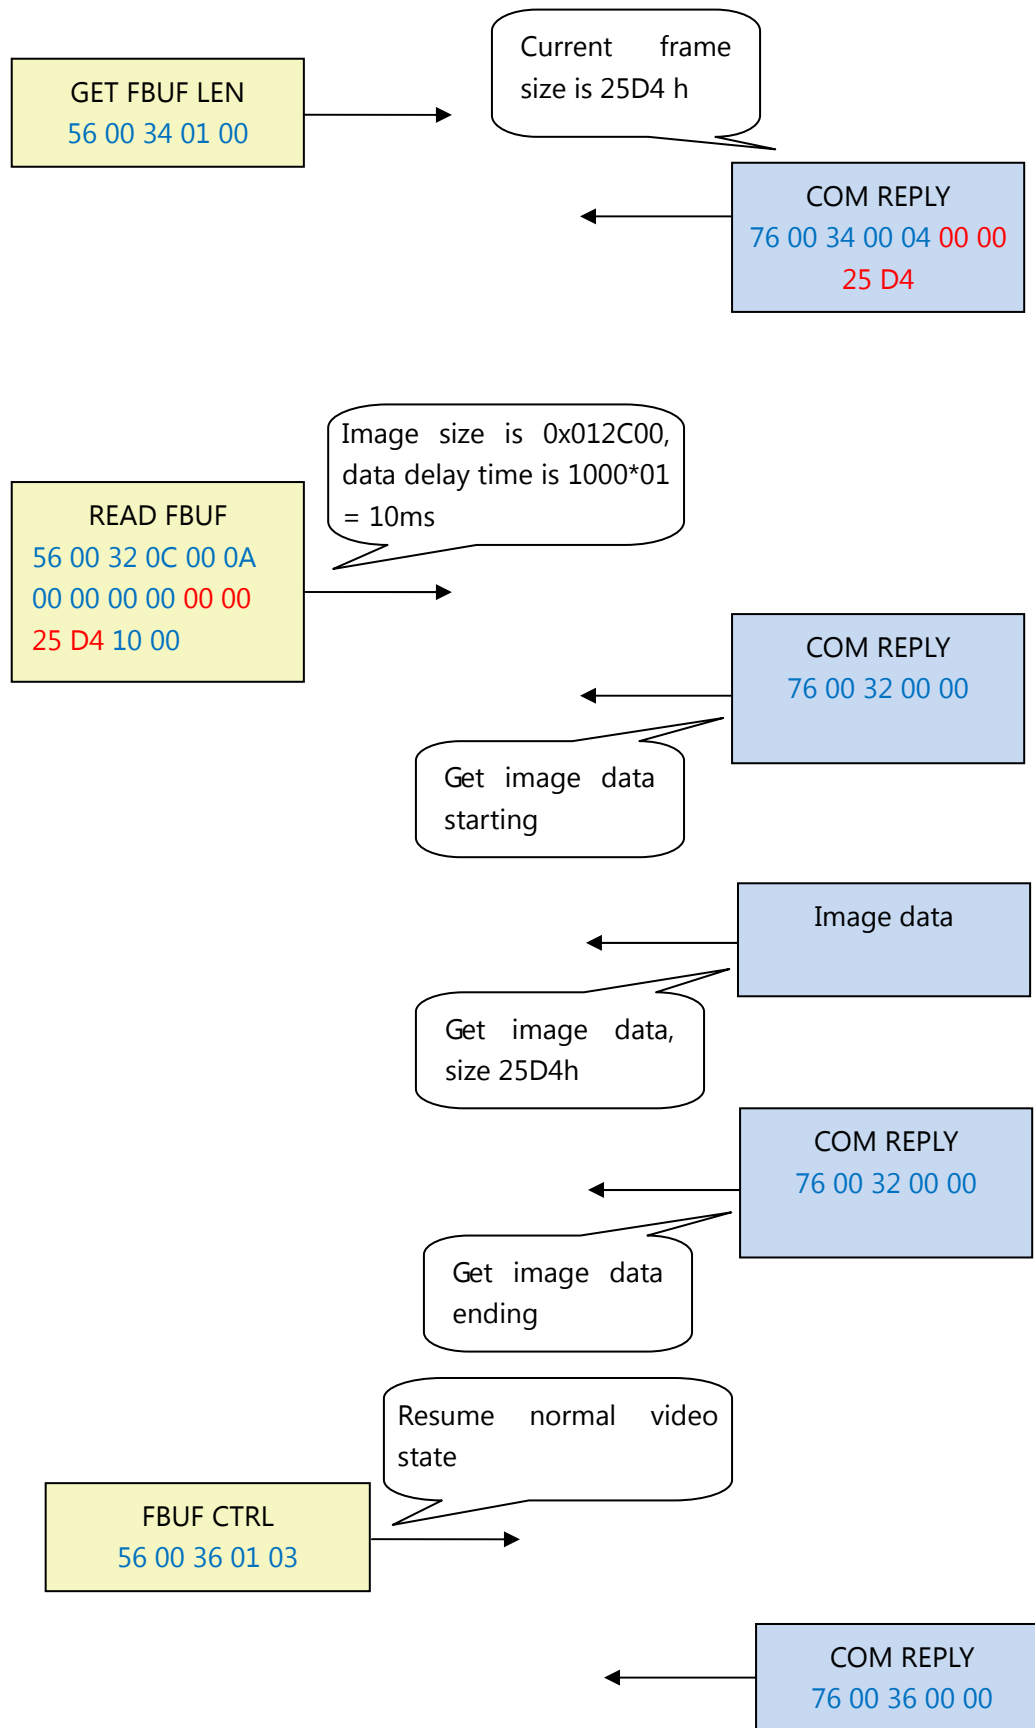 Current frame
size is 25D4 h
GET FBUF LEN
56 00 34 01 00
COM REPLY
76 00 34 00 04 00 00
25 D4
Image size is 0x012C00,
data delay time is 1000*01
= 10ms
READ FBUF
56 00 32 0C 00 0A
00 00 00 00 00 00
25 D4 10 00
COM REPLY
76 00 32 00 00
Get image data
starting
Image data
Get image data,
size 25D4h
COM REPLY
76 00 32 00 00
Get image data
ending
Resume normal video
state
FBUF CTRL
56 00 36 01 03
COM REPLY
76 00 36 00 00